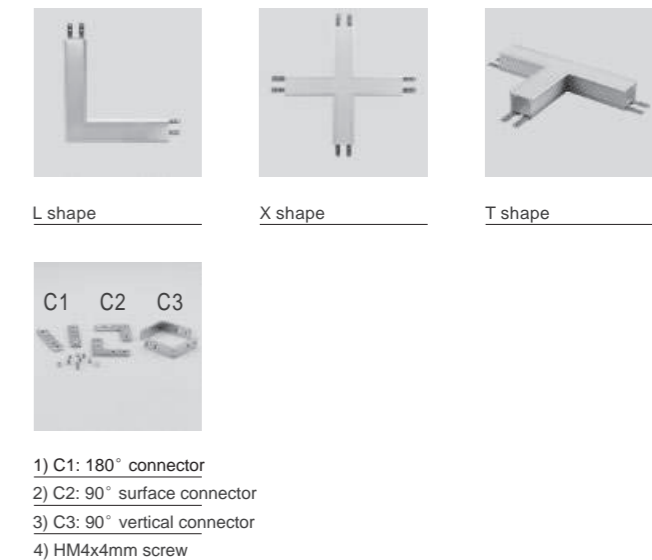 L shape
X shape
T shape
C1 C2 C3
1) C1: 180° connector
2) C2: 90° surface connector
3) C3: 90° vertical connector
4) HM4x4mm screw